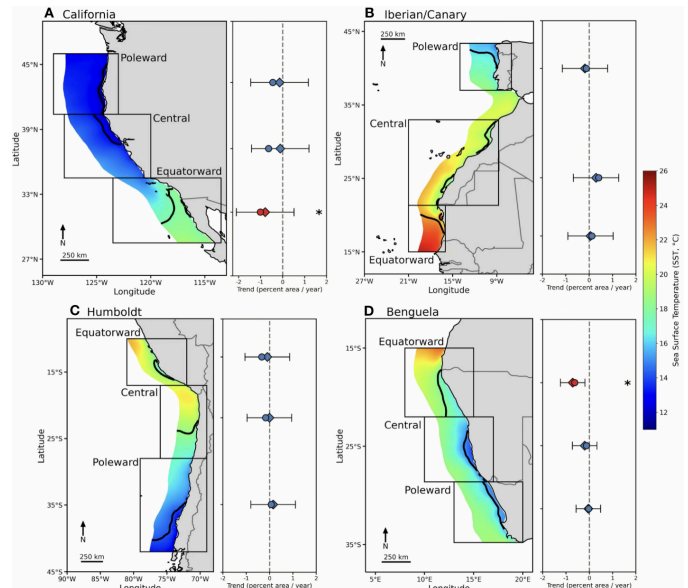 A California
Poleward
Central
Equatorward
45°N
39°N
33°N
27°N
Latitude
N
250 km
130°W 125°W 120°W 115°W
Longitude
*
-2 -1 0 1 2
Trend (percent area / year)
B Iberian/Canary
250 km
N
Poleward
Central
Equatorward
45°N
35°N
25°N
15°N
Latitude
27°W 21°W 15°W 9°W
Longitude
-2 -1 0 1 2
Trend (percent area / year)
C Humboldt
Equatorward
Central
Poleward
15°S
25°S
35°S
45°S
Latitude
N
250 km
90°W 85°W 80°W 75°W 70°W
Longitude
-2 -1 0 1 2
Trend (percent area / year)
D Benguela
Equatorward
Central
Poleward
15°S
25°S
35°S
Latitude
N
250 km
5°E 10°E 15°E 20°E
Longitude
*
-2 -1 0 1 2
Trend (percent area / year)
26
24
22
20
18
16
14
12
Sea Surface Temperature (SST, °C)